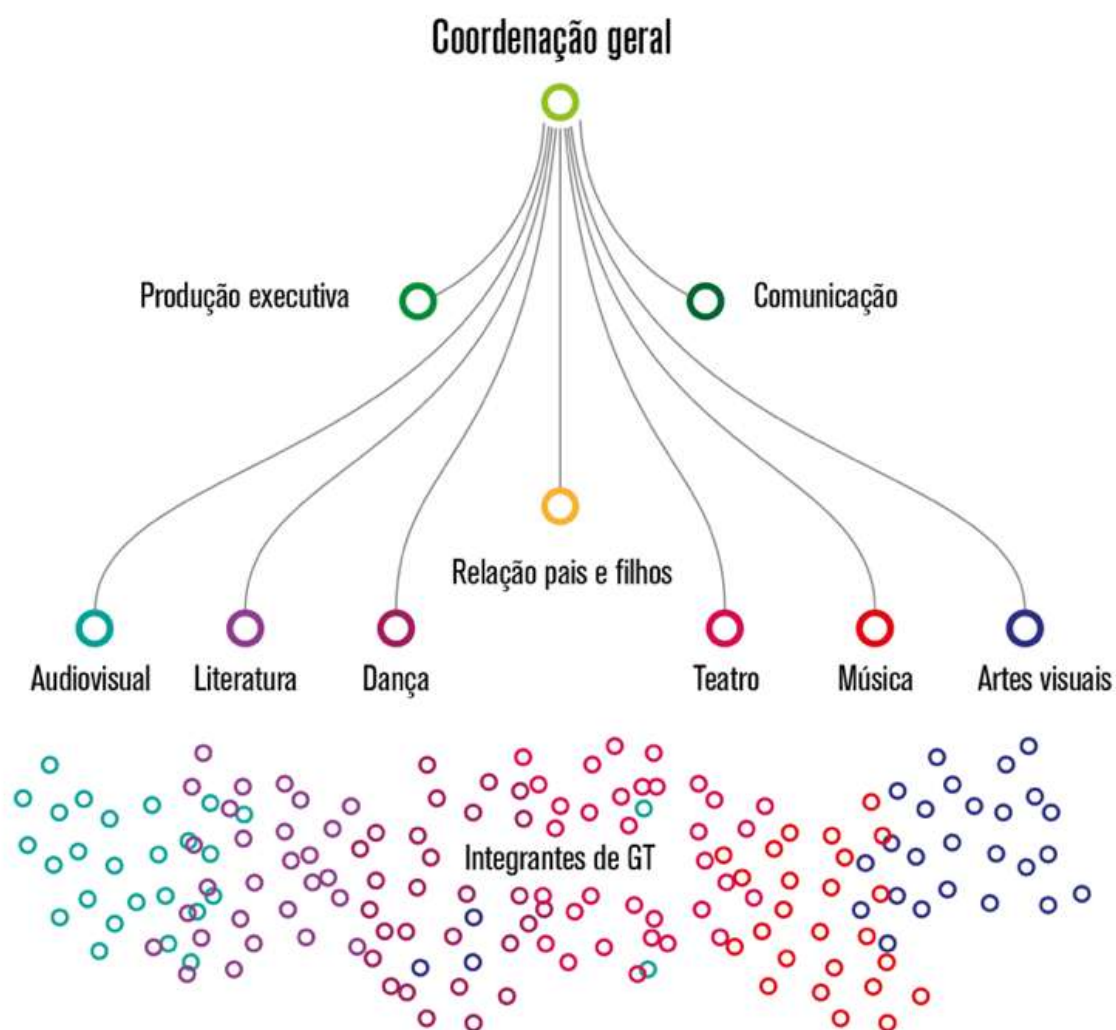 Coordenação geral
Produção executiva
Comunicação
Relação pais e filhos
Audiovisual
Literatura
Dança
Teatro
Música
Artes visuais
Integrantes de GT